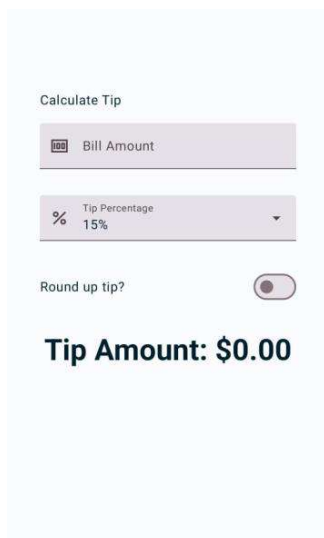 Calculate Tip
Bill Amount
Tip Percentage
% 15%
Round up tip?
Tip Amount: $0.00